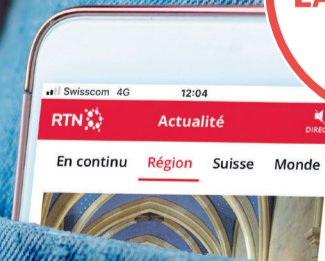 Swisscom 4G 12:04
RTN Actualité
DIREC
En continu Région Suisse Monde